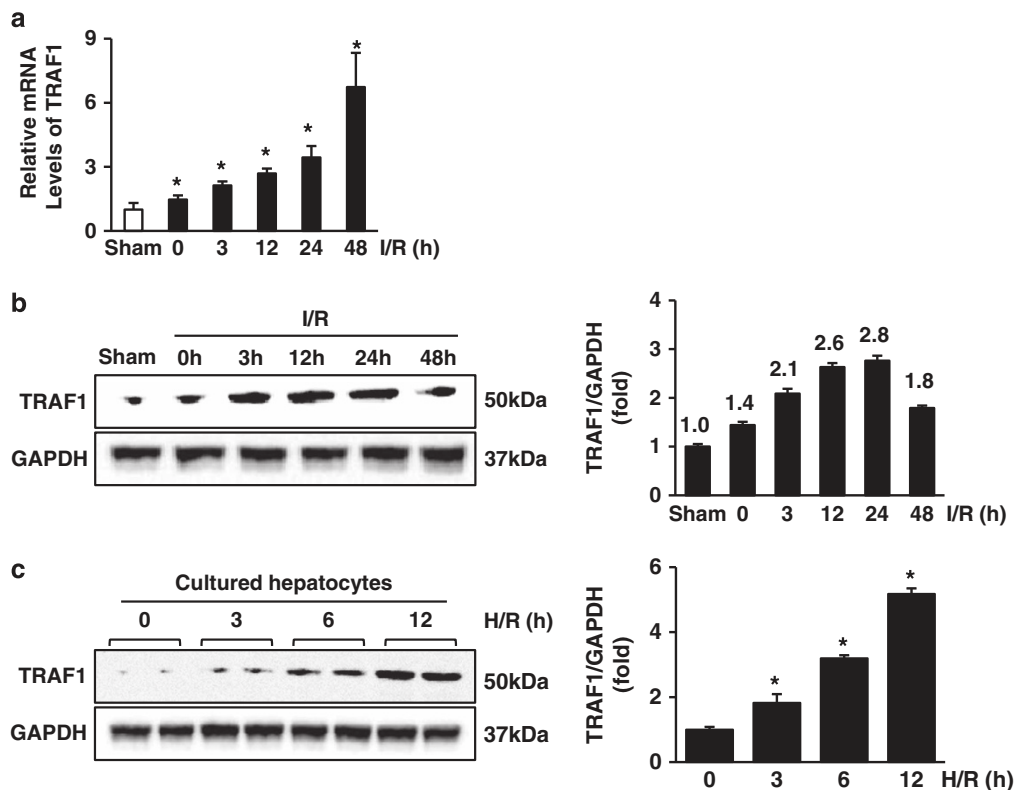 a
Relative mRNA
Levels of TRAF1
9
6
3
0
* * * * *
Sham 0 3 12 24 48 I/R (h)
b
I/R
Sham 0h 3h 12h 24h 48h
TRAF1 50kDa
GAPDH 37kDa
TRAF1/GAPDH
(fold)
4
3
2
1
0
1.0 1.4 2.1 2.6 2.8 1.8
Sham 0 3 12 24 48 I/R (h)
c
Cultured hepatocytes
0 3 6 12 H/R (h)
TRAF1 50kDa
GAPDH 37kDa
TRAF1/GAPDH
(fold)
6
4
2
0
* * *
0 3 6 12 H/R (h)